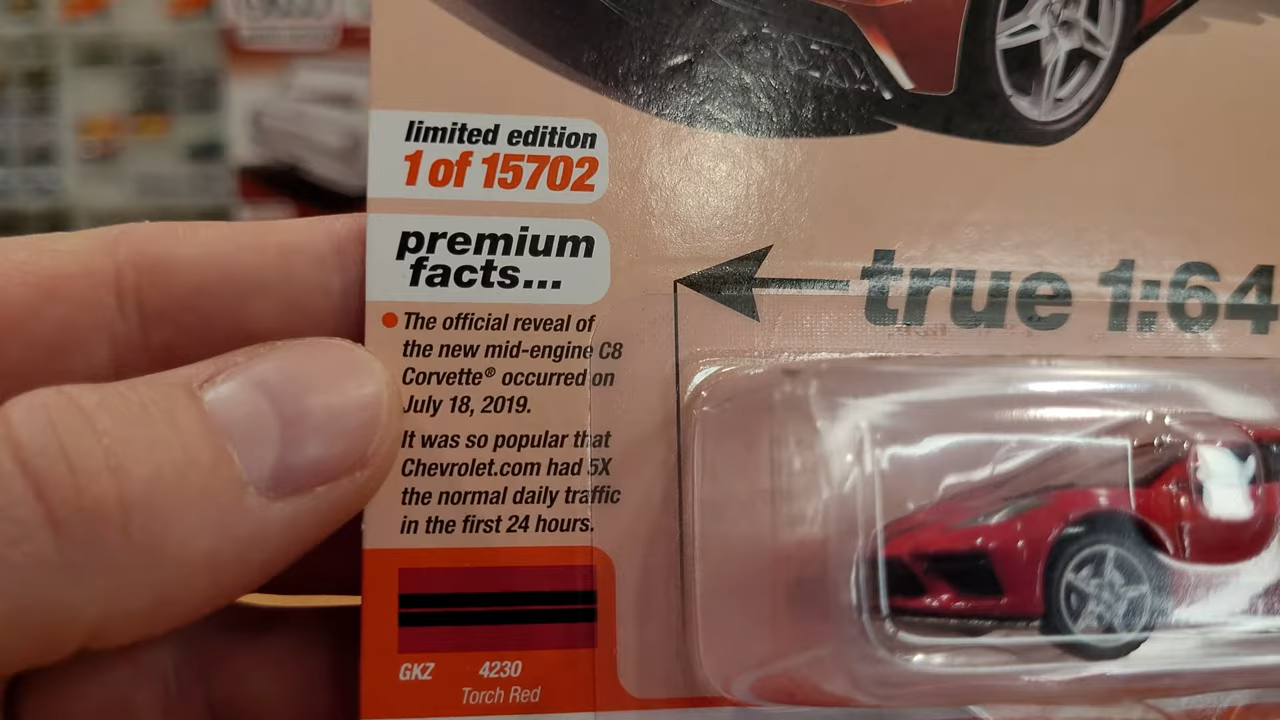 limited edition
1 of 15702
premium
facts...
true 1:64
The official reveal of
the new mid-engine C8
Corvette® occurred on
July 18, 2019.
It was so popular that
Chevrolet.com had 5X
the normal daily traffic
in the first 24 hours.
GKZ 4230
Torch Red